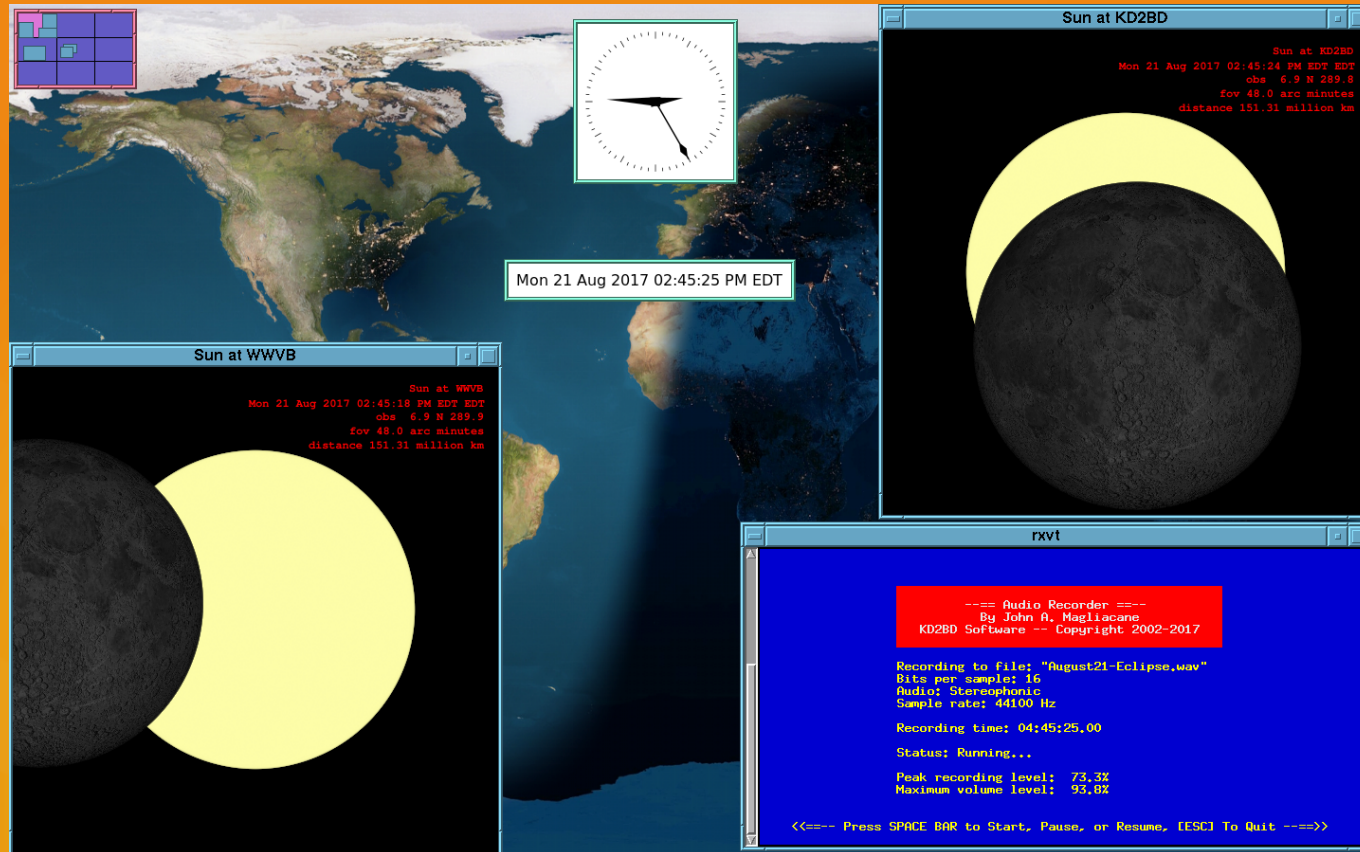 Sun at KD2BD
Sun at KD2BD
Mon 21 Aug 2017 02:45:24 PM EDT EDT
obs 6.9 N 289.8
fov 48.0 arc minutes
distance 151.31 million km
Mon 21 Aug 2017 02:45:25 PM EDT
Sun at WWVB
Sun at WWVB
Mon 21 Aug 2017 02:45:18 PM EDT EDT
obs 6.9 N 289.9
fov 48.0 arc minutes
distance 151.31 million km
rxvt
--== Audio Recorder ==--
By John A. Magliacane
KD2BD Software -- Copyright 2002-2017
Recording to file: "August21-Eclipse.wav"
Bits per sample: 16
Audio: Stereophonic
Sample rate: 44100 Hz
Recording time: 04:45:25.00
Status: Running...
Peak recording level: 73.3%
Maximum volume level: 93.8%
<<==-- Press SPACE BAR to Start, Pause, or Resume, [ESC] To Quit --==>>